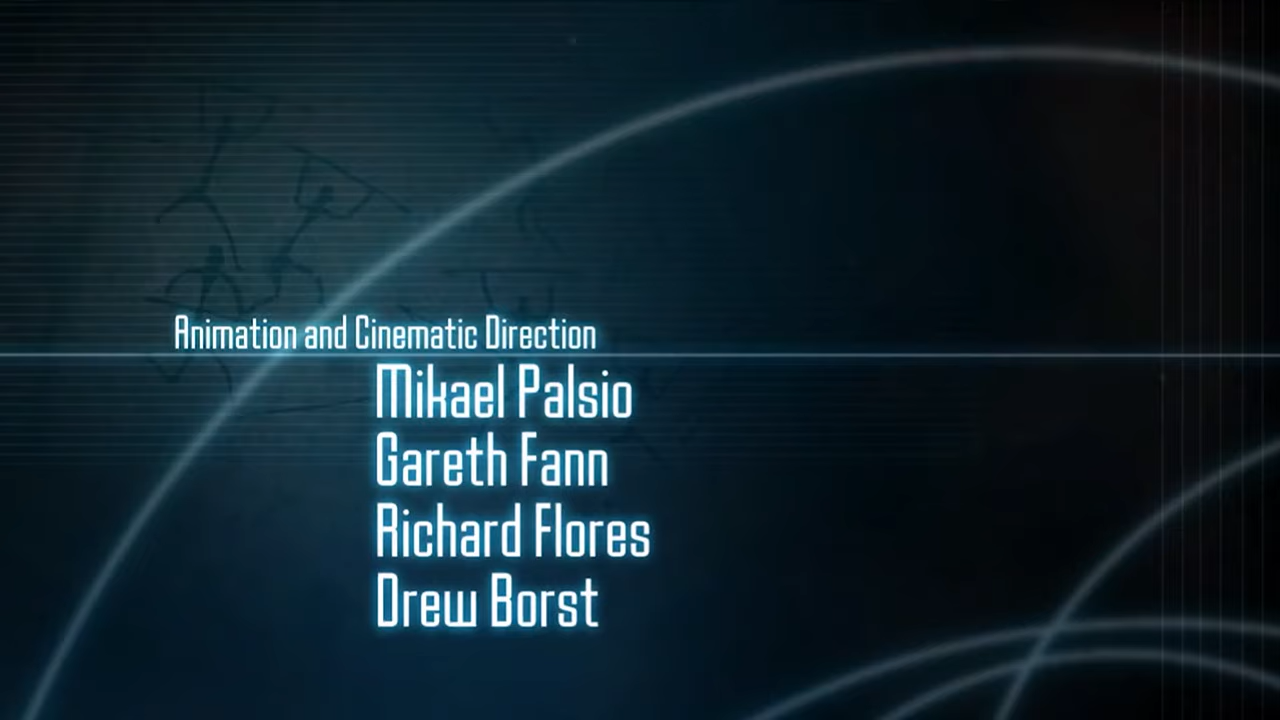 Animation and Cinematic Direction
Mikael Palsio
Gareth Fann
Richard Flores
Drew Borst